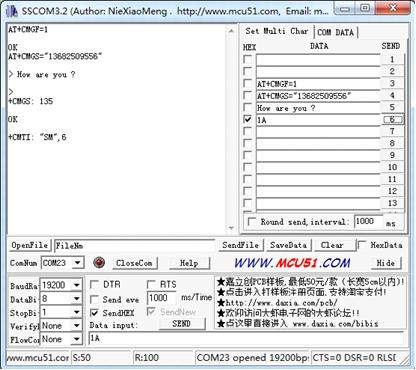 SSCOM3.2 (Author: NieXiaoMeng . http://www.mcu51.com, Email: m...
AT+CMGF=1
OK
AT+CMGS="13682509556"
> How are you ?
>
+CMGS: 135
OK
+CMTI: "SM",6
Set Multi Char COM DATA
HEX DATA SEND
1
2
AT+CMGF=1 3
AT+CMGS="13682509556" 4
How are you ? 5
1A 6
7
8
9
10
11
12
13
Round send,interval: 1000 ms
OpenFile FileNm SendFile SaveData Clear HexData
ComNum COM23 CloseCom Help WWW.MCU51.COM Hide
BaudRa 19200 DTR RTS
DataBi 8 Send eve 1000 ms/Time
StopBi 1 SendHEX SendNew
Verify None Data input: SEND
FlowCon None 1A
★嘉立创PCB样板,最低50元/款(长宽5cm以内)!
★点击进入打样板注册页面,支持淘宝支付!
★http://www.daxia.com/pcb/
★欢迎访问大虾电子网的大虾论坛!!
★点这里直接进入 www.daxia.com/bibis
ww.mcu51.cor S:50 R:100 COM23 opened 19200bps CTS=0 DSR=0 RLSD